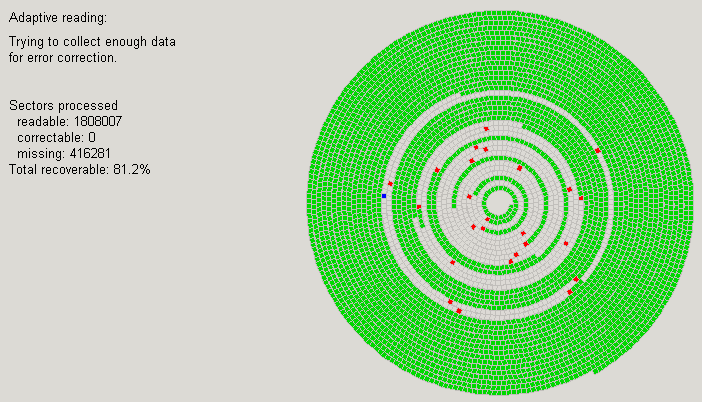 Adaptive reading:
Trying to collect enough data
for error correction.
Sectors processed
readable: 1808007
correctable: 0
missing: 416281
Total recoverable: 81.2%